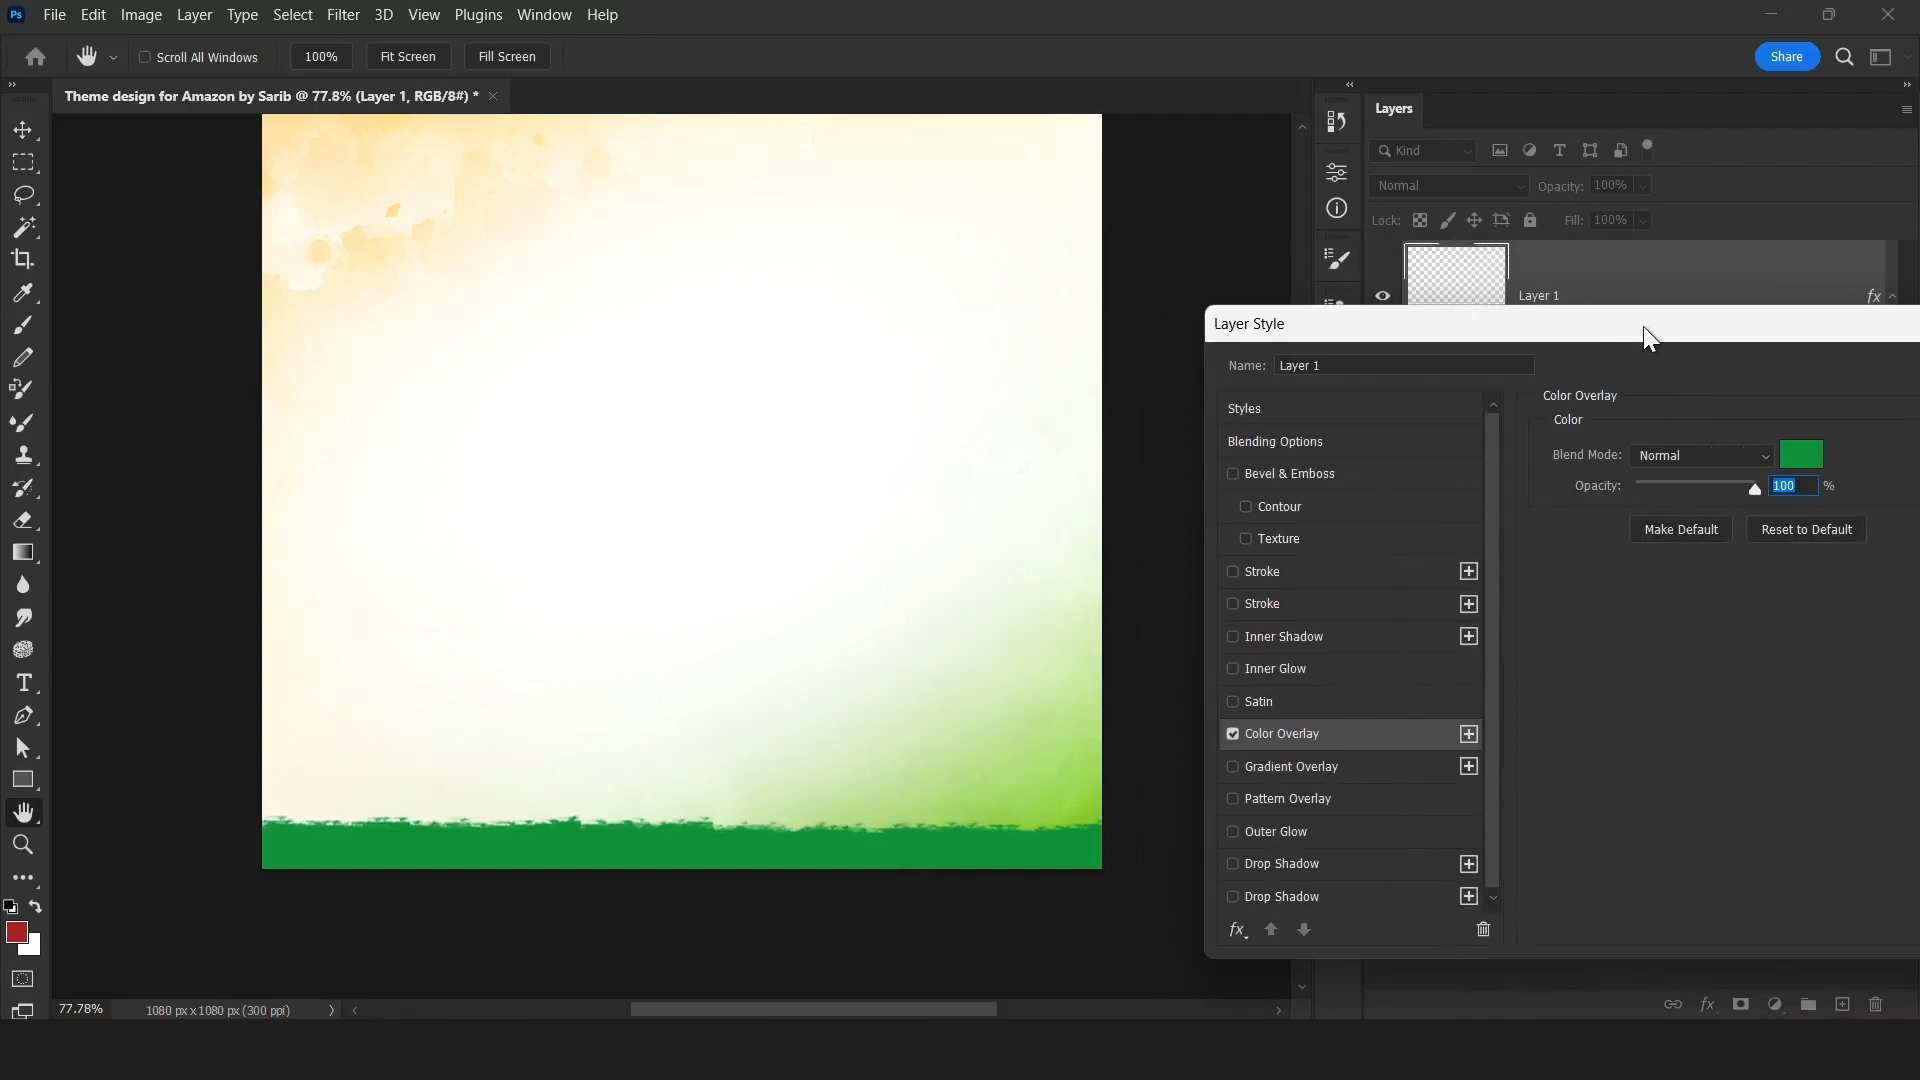 Ps File Edit Image Layer Type Select Filter 3D View Plugins Window Help
Scroll All Windows 100% Fit Screen Fill Screen Share
Theme design for Amazon by Sarib @ 77.8% (Layer 1, RGB/8#) *
Layers
Kind
Normal Opacity: 100%
Lock: Fill: 100%
Layer 1 fx
Layer Style
Name: Layer 1
Styles
Blending Options
Bevel & Emboss
Contour
Texture
Stroke
Stroke
Inner Shadow
Inner Glow
Satin
Color Overlay
Gradient Overlay
Pattern Overlay
Outer Glow
Drop Shadow
Drop Shadow
fx
Color Overlay
Color
Blend Mode: Normal
Opacity: 100 %
Make Default Reset to Default
77.78% 1080 px x 1080 px (300 ppi)
fx